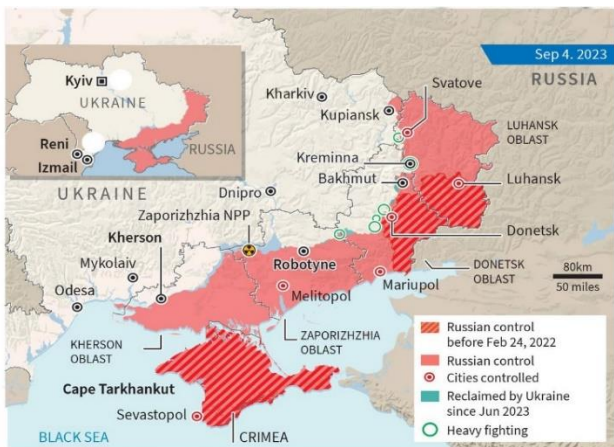 Sep 4, 2023
Kyiv
UKRAINE
Reni
Izmail
RUSSIA
RUSSIA
Svatove
Kharkiv
Kupiansk
LUHANSK
OBLAST
Kreminna
UKRAINE
Bakhmut
Luhansk
Dnipro
Zaporizhzhia NPP
Kherson
Donetsk
Mykolaiv
Robotyne
DONETSK
OBLAST
80km
50 miles
Odesa
Melitopol
Mariupol
KHERSON
OBLAST
ZAPORIZHZHIA
OBLAST
Cape Tarkhankut
Sevastopol
BLACK SEA
CRIMEA
Russian control
before Feb 24, 2022
Russian control
Cities controlled
Reclaimed by Ukraine
since Jun 2023
Heavy fighting